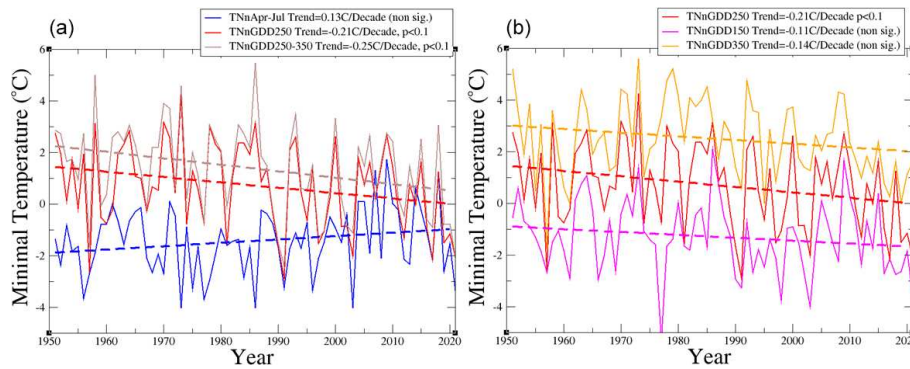 (a)
TNnApr-Jul Trend=0.13C/Decade (non sig.)
TNnGDD250 Trend=-0.21C/Decade, p<0.1
TNnGDD250-350 Trend=-0.25C/Decade, p<0.1
Minimal Temperature (°C)
6
4
2
0
-2
-4
1950 1960 1970 1980 1990 2000 2010 2020
Year
(b)
TNnGDD250 Trend=-0.21C/Decade p<0.1
TNnGDD150 Trend=-0.11C/Decade (non sig.)
TNnGDD350 Trend=-0.14C/Decade (non sig.)
Minimal Temperature (°C)
6
4
2
0
-2
-4
1950 1960 1970 1980 1990 2000 2010 2020
Year